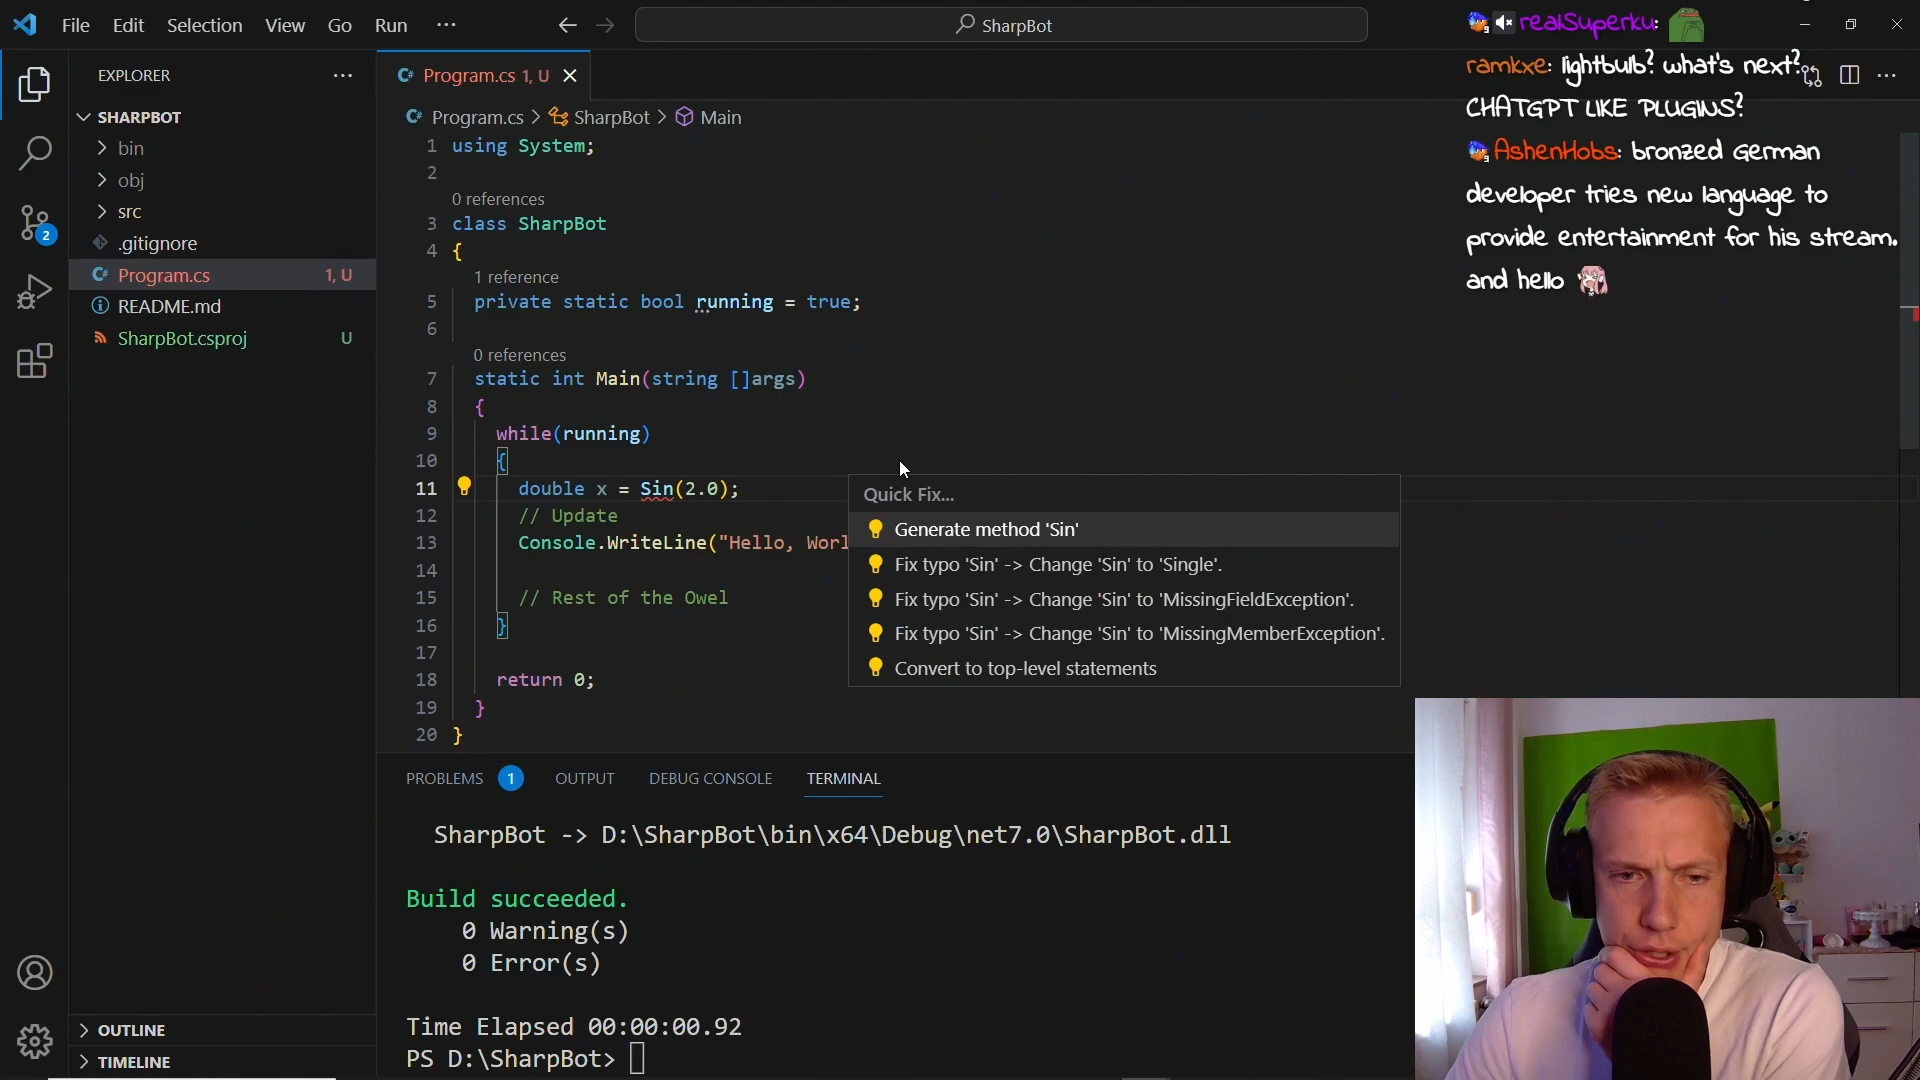 File Edit Selection View Go Run ···
SharpBot
realSuperku:
ramkxe: lightbulb? what's next?
CHATGPT LIKE PLUGINS?
AshenHobs: bronzed German
developer tries new language to
provide entertainment for his stream.
and hello
EXPLORER ···
SHARPBOT
bin
obj
src
.gitignore
Program.cs 1, U
README.md
SharpBot.csproj U
OUTLINE
TIMELINE
2
Program.cs 1, U
Program.cs > SharpBot > Main
1 using System;
2
0 references
3 class SharpBot
4 {
1 reference
5 private static bool running = true;
6
0 references
7 static int Main(string []args)
8 {
9 while(running)
10 {
11 double x = Sin(2.0);
12 // Update
13 Console.WriteLine("Hello, Worl
14
15 // Rest of the Owel
16 }
17
18 return 0;
19 }
20 }
Quick Fix...
Generate method 'Sin'
Fix typo 'Sin' -> Change 'Sin' to 'Single'.
Fix typo 'Sin' -> Change 'Sin' to 'MissingFieldException'.
Fix typo 'Sin' -> Change 'Sin' to 'MissingMemberException'.
Convert to top-level statements
PROBLEMS 1 OUTPUT DEBUG CONSOLE TERMINAL
SharpBot -> D:\SharpBot\bin\x64\Debug\net7.0\SharpBot.dll
Build succeeded.
0 Warning(s)
0 Error(s)
Time Elapsed 00:00:00.92
PS D:\SharpBot>